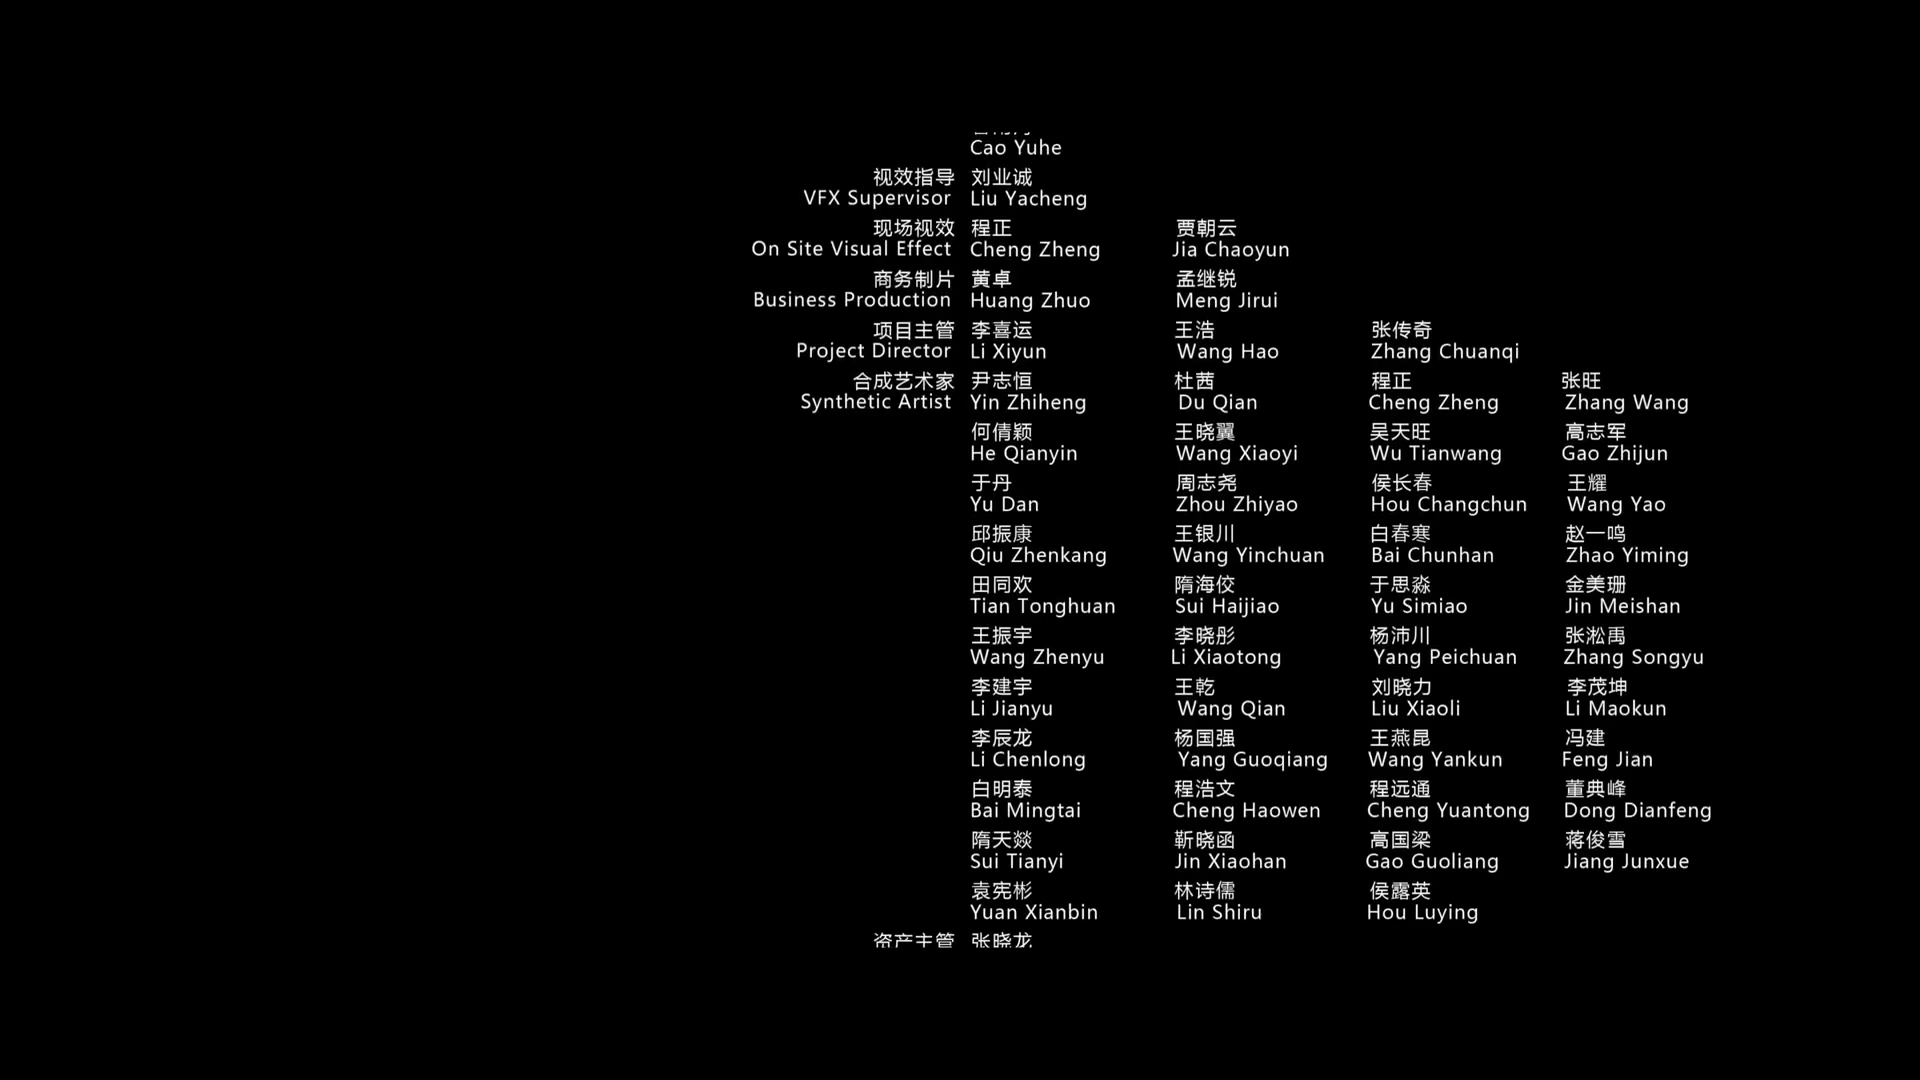 Cao Yuhe
视效指导 刘业诚
VFX Supervisor Liu Yacheng
现场视效 程正 贾朝云
On Site Visual Effect Cheng Zheng Jia Chaoyun
商务制片 黄卓 孟继锐
Business Production Huang Zhuo Meng Jirui
项目主管 李喜运 王浩 张传奇
Project Director Li Xiyun Wang Hao Zhang Chuanqi
合成艺术家 尹志恒 杜茜 程正 张旺
Synthetic Artist Yin Zhiheng Du Qian Cheng Zheng Zhang Wang
何倩颖 王晓翼 吴天旺 高志军
He Qianyin Wang Xiaoyi Wu Tianwang Gao Zhijun
于丹 周志尧 侯长春 王耀
Yu Dan Zhou Zhiyao Hou Changchun Wang Yao
邱振康 王银川 白春寒 赵一鸣
Qiu Zhenkang Wang Yinchuan Bai Chunhan Zhao Yiming
田同欢 隋海佼 于思淼 金美珊
Tian Tonghuan Sui Haijiao Yu Simiao Jin Meishan
王振宇 李晓彤 杨沛川 张淞禹
Wang Zhenyu Li Xiaotong Yang Peichuan Zhang Songyu
李建宇 王乾 刘晓力 李茂坤
Li Jianyu Wang Qian Liu Xiaoli Li Maokun
李辰龙 杨国强 王燕昆 冯建
Li Chenlong Yang Guoqiang Wang Yankun Feng Jian
白明泰 程浩文 程远通 董典峰
Bai Mingtai Cheng Haowen Cheng Yuantong Dong Dianfeng
隋天燚 靳晓函 高国梁 蒋俊雪
Sui Tianyi Jin Xiaohan Gao Guoliang Jiang Junxue
袁宪彬 林诗儒 侯露英
Yuan Xianbin Lin Shiru Hou Luying
资产主管 张晓龙